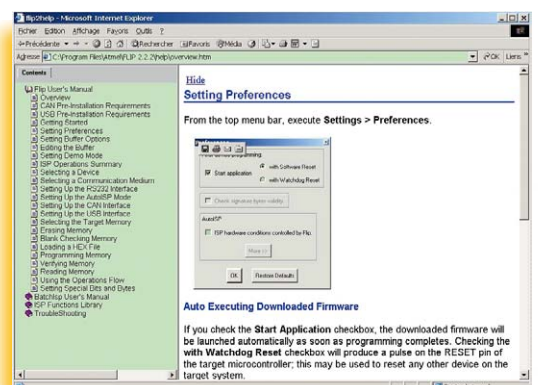 flip2help - Microsoft Internet Explorer
Fichier Edition Affichage Favoris Outils ?
Précédente Rechercher Favoris Média
Adresse C:\Program Files\Atmel\FLIP 2.2.2\help\overview.htm OK Liens
Contents
Flip User's Manual
Overview
CAN Pre-Installation Requirements
USB Pre-Installation Requirements
Getting Started
Setting Preferences
Setting Buffer Options
Editing the Buffer
Setting Demo Mode
ISP Operations Summary
Selecting a Device
Selecting a Communication Medium
Setting Up the RS232 Interface
Setting Up the AutoISP Mode
Setting Up the CAN Interface
Setting Up the USB Interface
Selecting the Target Memory
Erasing Memory
Blank Checking Memory
Loading a HEX File
Programming Memory
Verifying Memory
Reading Memory
Using the Operations Flow
Setting Special Bits and Bytes
BatchIsp User's Manual
ISP Functions Library
TroubleShooting
Hide
Setting Preferences
From the top menu bar, execute Settings > Preferences.
programming
Start application
with Software Reset
with Watchdog Reset
Check signature bytes validity
AutoISP
ISP hardware conditions controlled by Flip.
More >>
OK Restore Defaults
Auto Executing Downloaded Firmware
If you check the Start Application checkbox, the downloaded firmware will
be launched automatically as soon as programming completes. Checking the
with Watchdog Reset checkbox will produce a pulse on the RESET pin of
the target microcontroller; this may be used to reset any other device on the
target system.